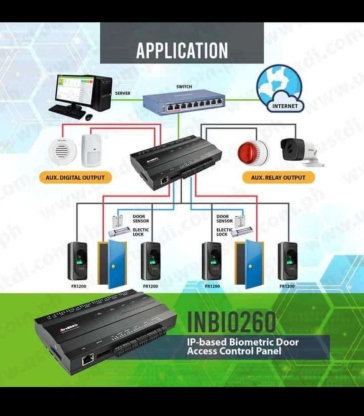 APPLICATION
SERVER
SWITCH
INTERNET
AUX. DIGITAL OUTPUT
AUX. RELAY OUTPUT
DOOR
SENSOR
ELECTIC
LOCK
DOOR
SENSOR
ELECTIC
LOCK
FR1200
FR1200
FR1200
FR1200
INBIO260
IP-based Biometric Door
Access Control Panel